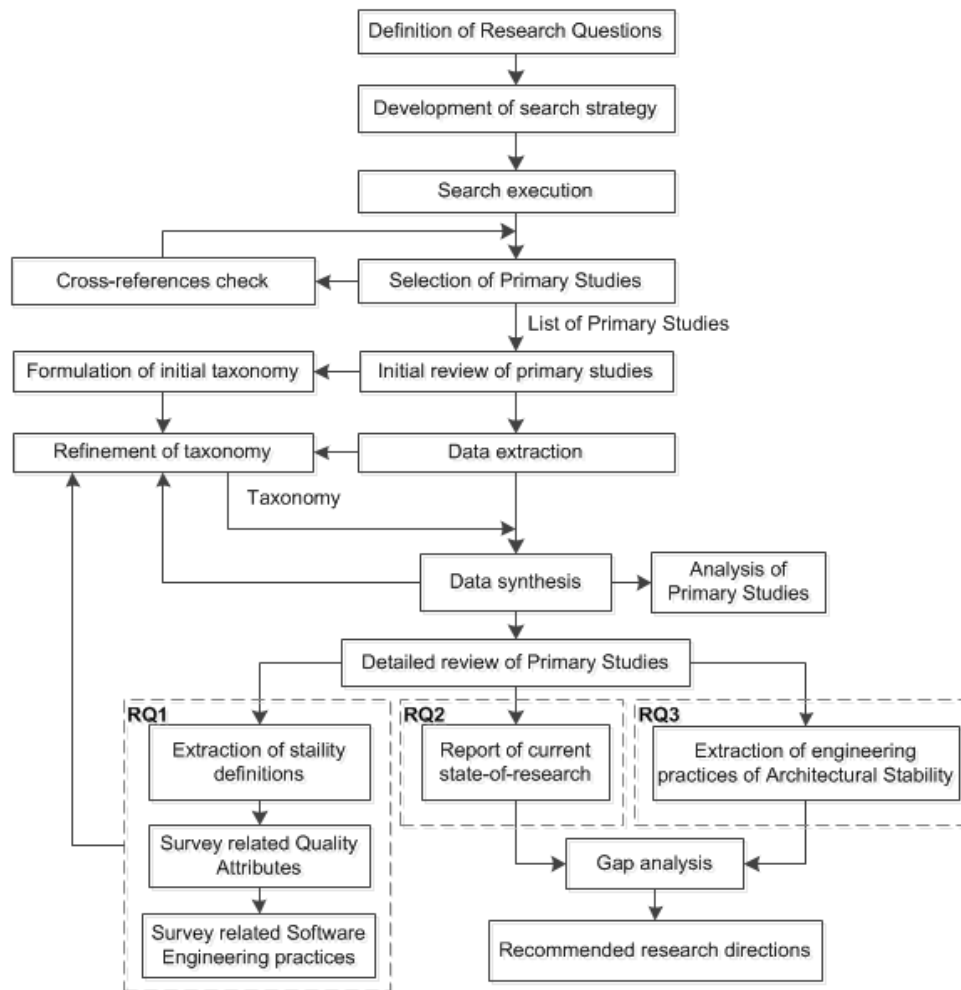 Definition of Research Questions
Development of search strategy
Search execution
Cross-references check
Selection of Primary Studies
List of Primary Studies
Formulation of initial taxonomy
Initial review of primary studies
Refinement of taxonomy
Data extraction
Taxonomy
Data synthesis
Analysis of
Primary Studies
Detailed review of Primary Studies
RQ1
Extraction of staility
definitions
Survey related Quality
Attributes
Survey related Software
Engineering practices
RQ2
Report of current
state-of-research
RQ3
Extraction of engineering
practices of Architectural Stability
Gap analysis
Recommended research directions